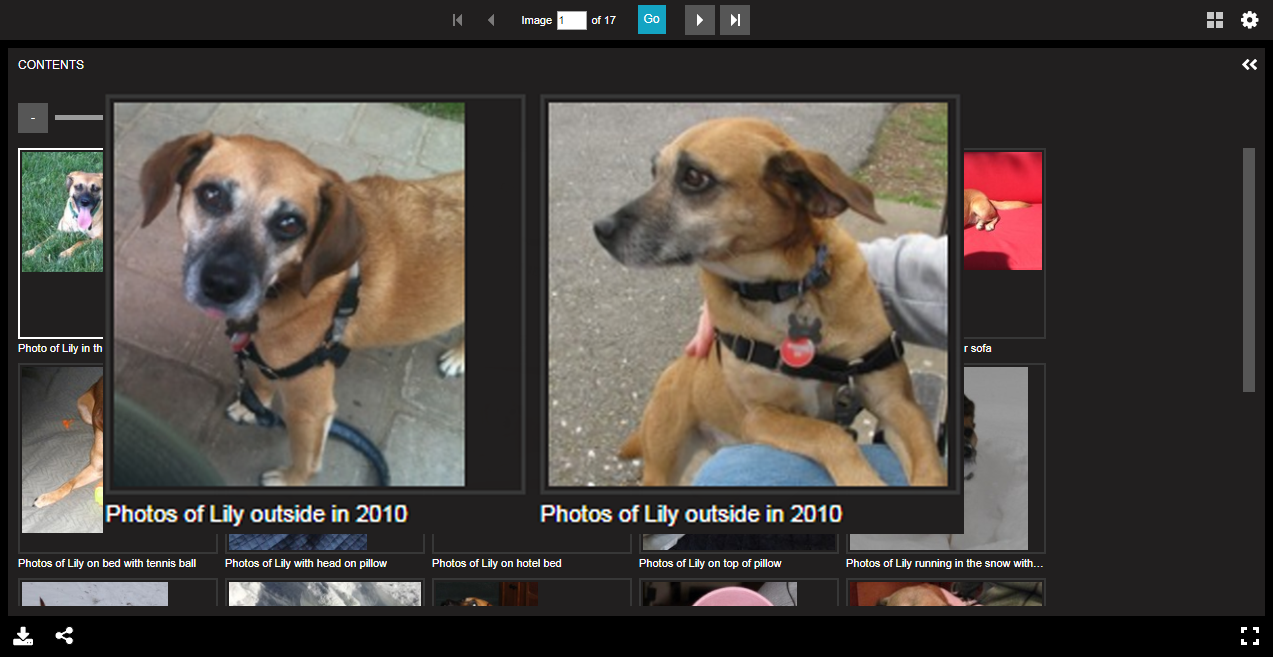 Image 1 of 17 Go
CONTENTS
-
Photos of Lily outside in 2010
Photos of Lily outside in 2010
Photo of Lily in th
r sofa
Photos of Lily on bed with tennis ball
Photos of Lily with head on pillow
Photos of Lily on hotel bed
Photos of Lily on top of pillow
Photos of Lily running in the snow with...